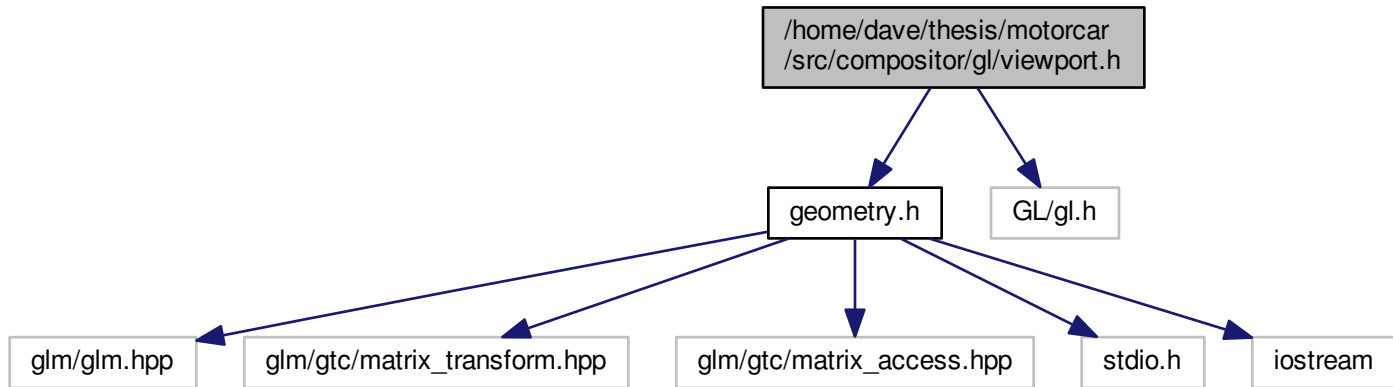 /home/dave/thesis/motorcar
/src/compositor/gl/viewport.h
geometry.h
GL/gl.h
glm/glm.hpp
glm/gtc/matrix_transform.hpp
glm/gtc/matrix_access.hpp
stdio.h
iostream